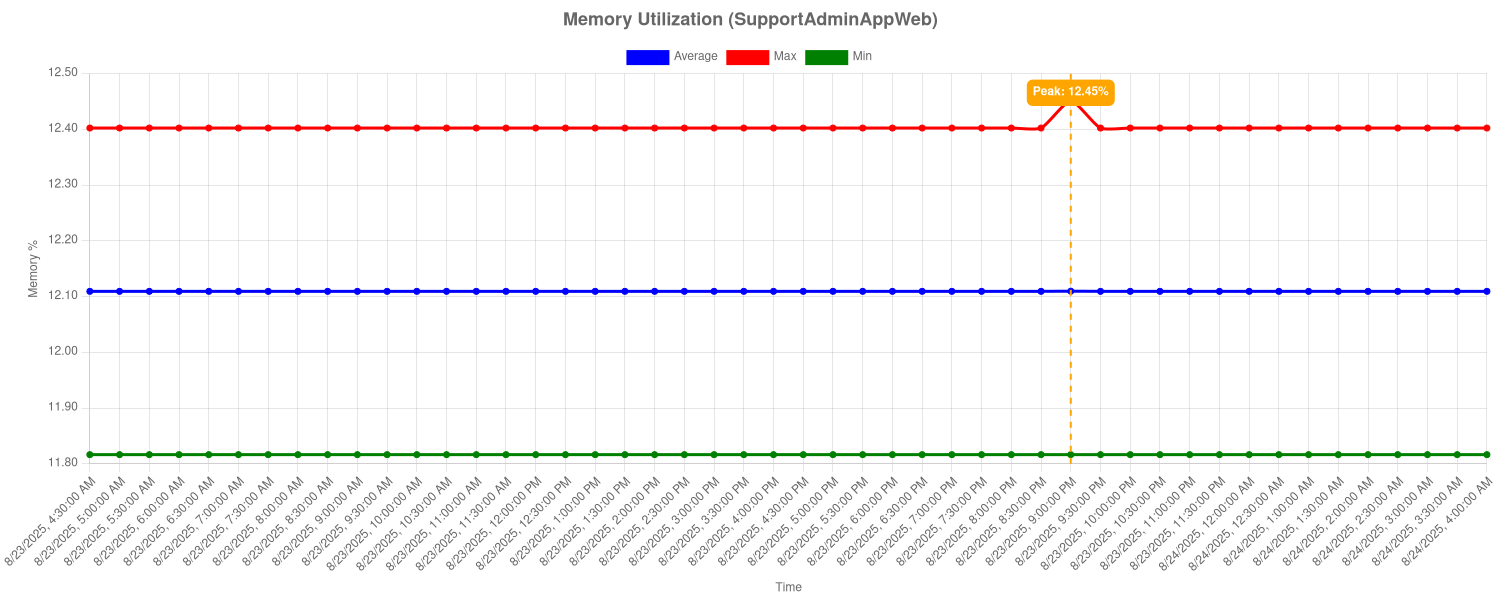 Memory Utilization (SupportAdminAppWeb)
Average
Max
Min
12.50
Peak: 12.45%
12.40
12.30
12.20
12.10
12.00
11.90
11.80
Memory %
8/23/2025, 4:30:00 AM
8/23/2025, 5:00:00 AM
8/23/2025, 5:30:00 AM
8/23/2025, 6:00:00 AM
8/23/2025, 6:30:00 AM
8/23/2025, 7:00:00 AM
8/23/2025, 7:30:00 AM
8/23/2025, 8:00:00 AM
8/23/2025, 8:30:00 AM
8/23/2025, 9:00:00 AM
8/23/2025, 9:30:00 AM
8/23/2025, 10:00:00 AM
8/23/2025, 10:30:00 AM
8/23/2025, 11:00:00 AM
8/23/2025, 11:30:00 AM
8/23/2025, 12:00:00 PM
8/23/2025, 12:30:00 PM
8/23/2025, 1:00:00 PM
8/23/2025, 1:30:00 PM
8/23/2025, 2:00:00 PM
8/23/2025, 2:30:00 PM
8/23/2025, 3:00:00 PM
8/23/2025, 3:30:00 PM
8/23/2025, 4:00:00 PM
8/23/2025, 4:30:00 PM
8/23/2025, 5:00:00 PM
8/23/2025, 5:30:00 PM
8/23/2025, 6:00:00 PM
8/23/2025, 6:30:00 PM
8/23/2025, 7:00:00 PM
8/23/2025, 7:30:00 PM
8/23/2025, 8:00:00 PM
8/23/2025, 8:30:00 PM
8/23/2025, 9:00:00 PM
8/23/2025, 9:30:00 PM
8/23/2025, 10:00:00 PM
8/23/2025, 10:30:00 PM
8/23/2025, 11:00:00 PM
8/23/2025, 11:30:00 PM
8/24/2025, 12:00:00 AM
8/24/2025, 12:30:00 AM
8/24/2025, 1:00:00 AM
8/24/2025, 1:30:00 AM
8/24/2025, 2:00:00 AM
8/24/2025, 2:30:00 AM
8/24/2025, 3:00:00 AM
8/24/2025, 3:30:00 AM
8/24/2025, 4:00:00 AM
Time